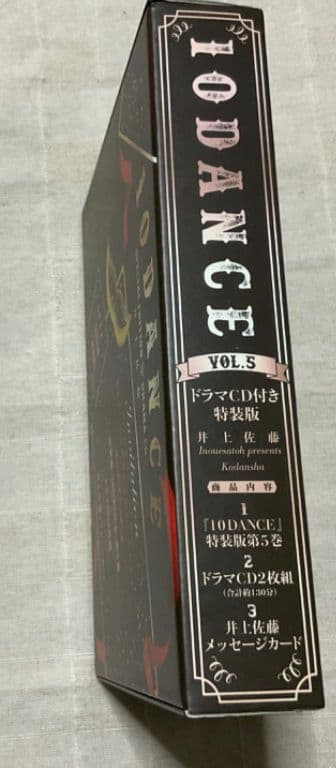 10DANCE
VOL.5
ドラマCD付き
特装版
井上佐藤
Inouesatoh presents
Kodansha
商品内容
1
『10DANCE』
特装版第5巻
2
ドラマCD2枚組
(合計約130分)
3
井上佐藤
メッセージカード
10DANCE